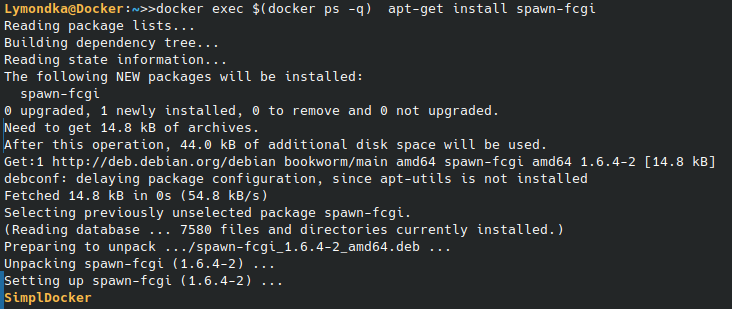 Lymondka@Docker:~>>docker exec $(docker ps -q)  apt-get install spawn-fcgi
Reading package lists...
Building dependency tree...
Reading state information...
The following NEW packages will be installed:
  spawn-fcgi
0 upgraded, 1 newly installed, 0 to remove and 0 not upgraded.
Need to get 14.8 kB of archives.
After this operation, 44.0 kB of additional disk space will be used.
Get:1 http://deb.debian.org/debian bookworm/main amd64 spawn-fcgi amd64 1.6.4-2 [14.8 kB]
debconf: delaying package configuration, since apt-utils is not installed
Fetched 14.8 kB in 0s (54.8 kB/s)
Selecting previously unselected package spawn-fcgi.
(Reading database ... 7580 files and directories currently installed.)
Preparing to unpack .../spawn-fcgi_1.6.4-2_amd64.deb ...
Unpacking spawn-fcgi (1.6.4-2) ...
Setting up spawn-fcgi (1.6.4-2) ...
SimplDocker